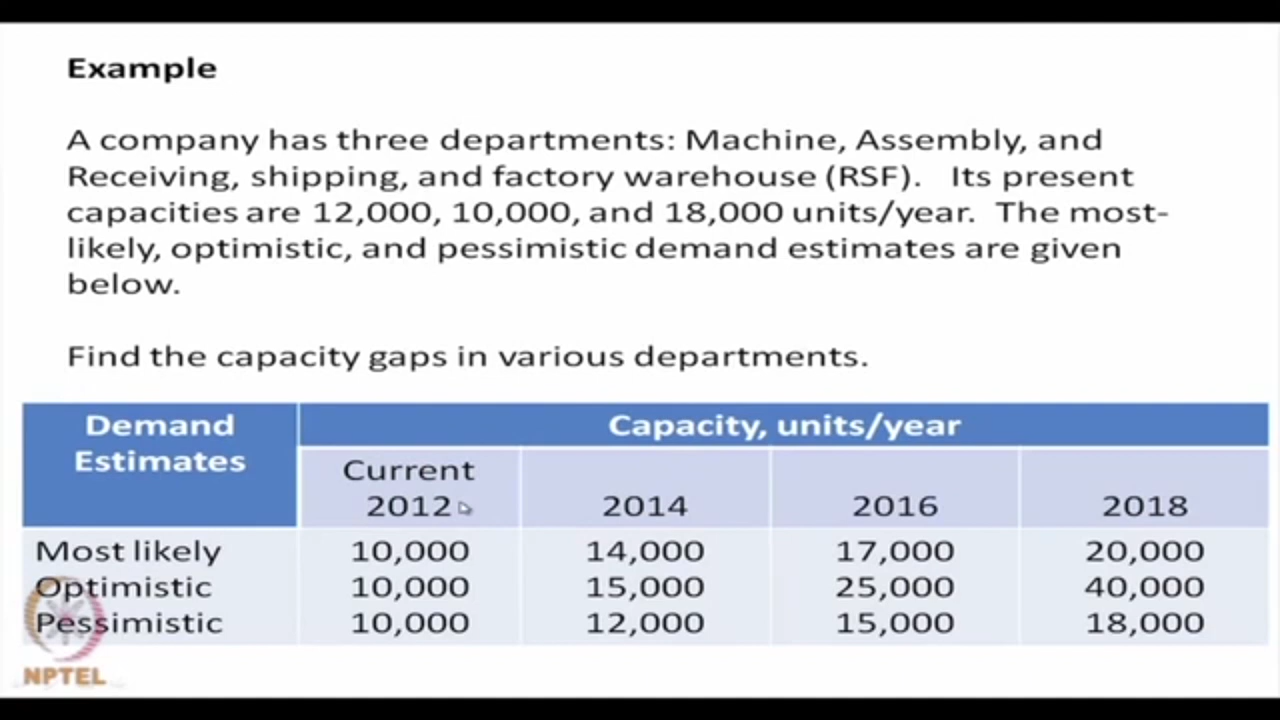 Example
A company has three departments: Machine, Assembly, and
Receiving, shipping, and factory warehouse (RSF). Its present
capacities are 12,000, 10,000, and 18,000 units/year. The most-
likely, optimistic, and pessimistic demand estimates are given
below.
Find the capacity gaps in various departments.
Demand Estimates Capacity, units/year
Current 2012 2014 2016 2018
Most likely 10,000 14,000 17,000 20,000
Optimistic 10,000 15,000 25,000 40,000
Pessimistic 10,000 12,000 15,000 18,000
NPTEL